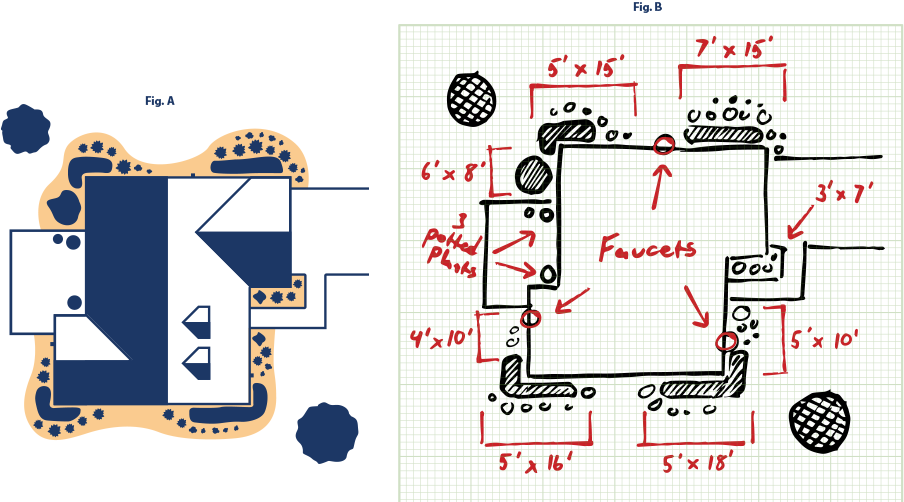 Fig. B
Fig. A
5' x 15'
7' x 15'
6' x 8'
3' x 7'
3
Potted
Plants
Faucets
4' x 10'
5' x 10'
5' x 16'
5' x 18'